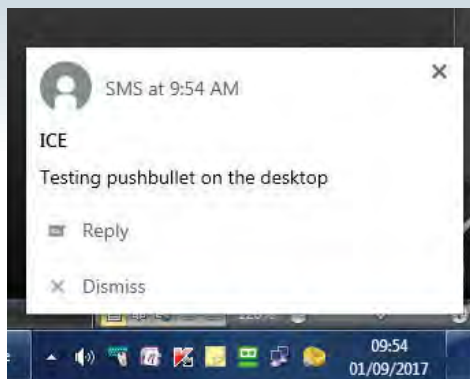 SMS at 9:54 AM
ICE
Testing pushbullet on the desktop
Reply
Dismiss
09:54
01/09/2017